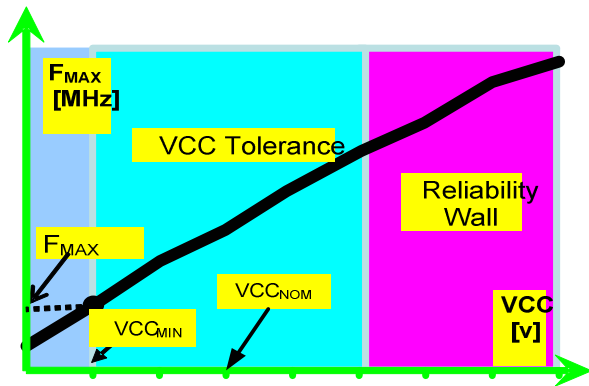 FMAX
[MHz]
VCC Tolerance
Reliability
Wall
FMAX
VCCNOM
VCCMIN
VCC
[v]